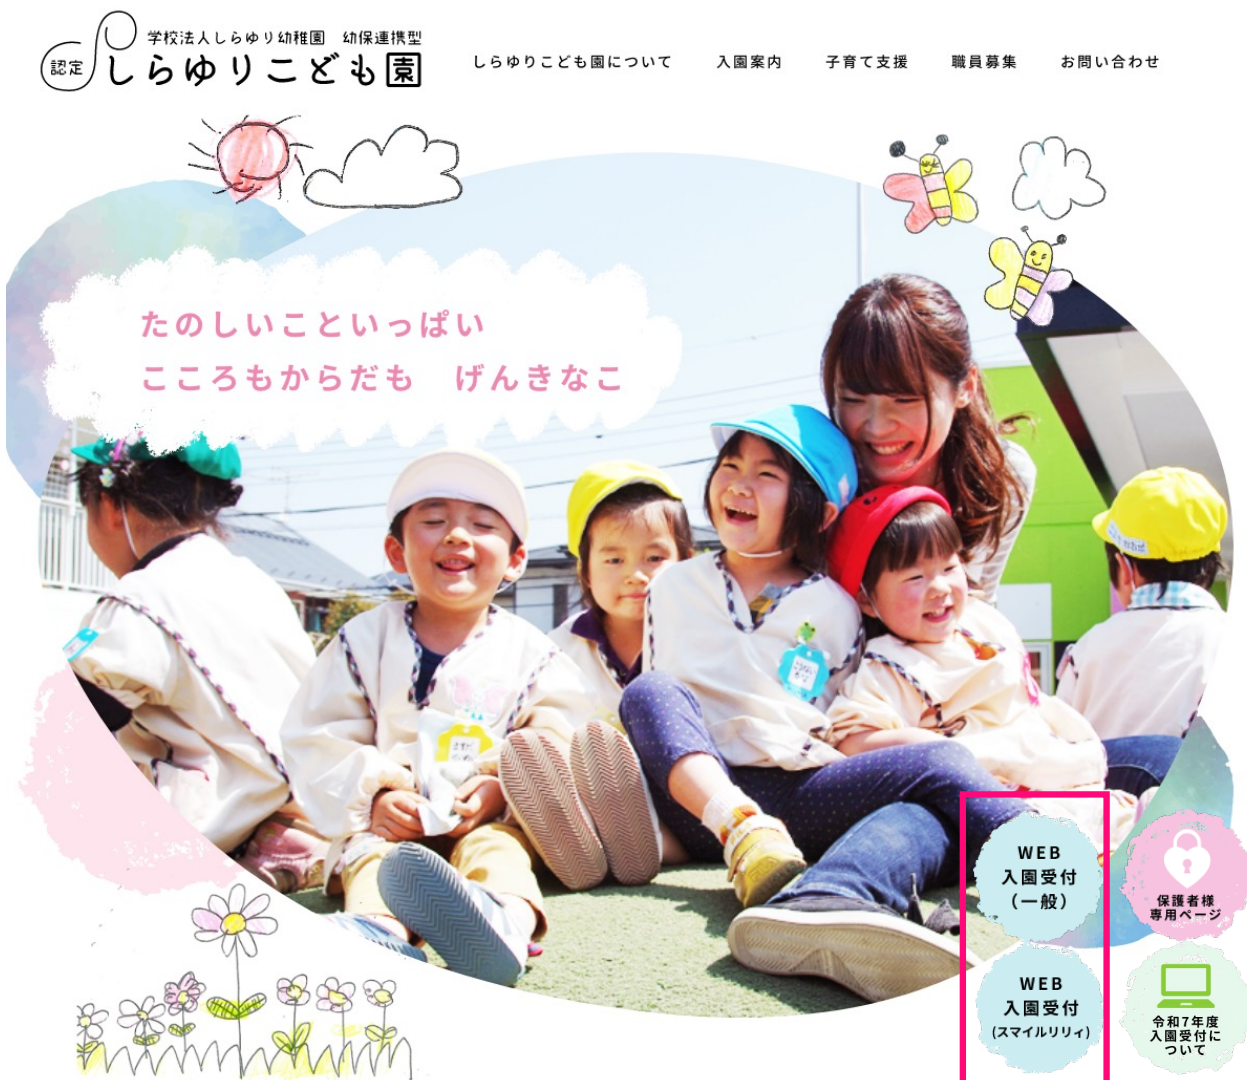 学校法人しらゆり幼稚園　幼保連携型
認定
しらゆりこども園
しらゆりこども園について
入園案内
子育て支援
職員募集
お問い合わせ
たのしいこといっぱい
こころもからだも　げんきなこ
WEB
入園受付
（一般）
保護者様
専用ページ
WEB
入園受付
(スマイルリリィ)
令和7年度
入園受付に
ついて